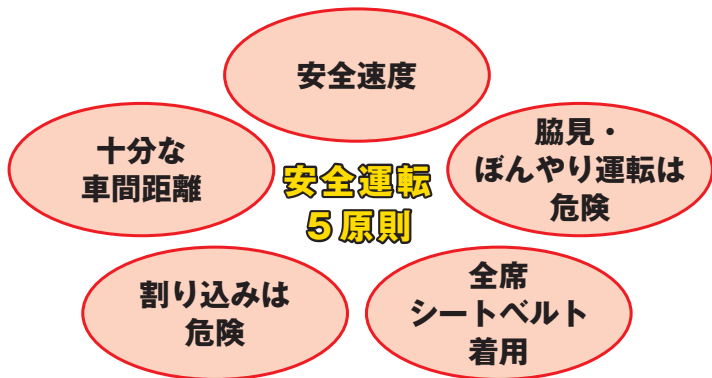 安全速度
十分な
車間距離
安全運転
5原則
脇見・
ぼんやり運転は
危険
割り込みは
危険
全席
シートベルト
着用